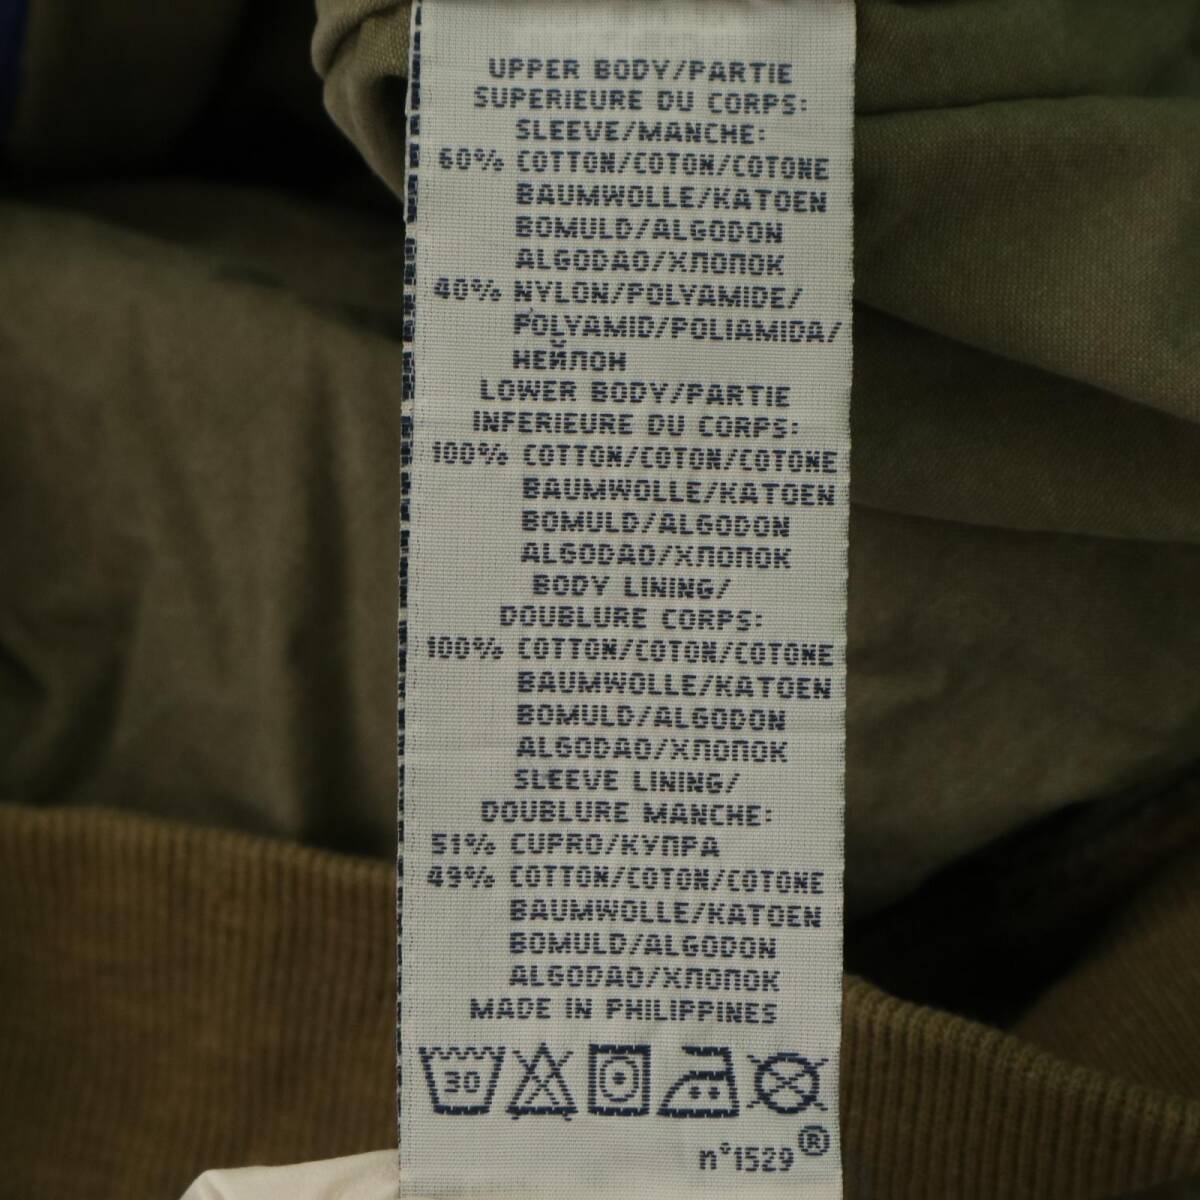 UPPER BODY/PARTIE
SUPERIEURE DU CORPS:
SLEEVE/MANCHE:
60% COTTON/COTON/COTONE
BAUMWOLLE/KATOEN
BOMULD/ALGODON
ALGODAO/ХЛОПОК
40% NYLON/POLYAMIDE/
POLYAMID/POLIAMIDA/
НЕЙЛОН
LOWER BODY/PARTIE
INFERIEURE DU CORPS:
100% COTTON/COTON/COTONE
BAUMWOLLE/KATOEN
BOMULD/ALGODON
ALGODAO/ХЛОПОК
BODY LINING/
DOUBLURE CORPS:
100% COTTON/COTON/COTONE
BAUMWOLLE/KATOEN
BOMULD/ALGODON
ALGODAO/ХЛОПОК
SLEEVE LINING/
DOUBLURE MANCHE:
51% CUPRO/КУПРА
49% COTTON/COTON/COTONE
BAUMWOLLE/KATOEN
BOMULD/ALGODON
ALGODAO/ХЛОПОК
MADE IN PHILIPPINES
30
n°1529®